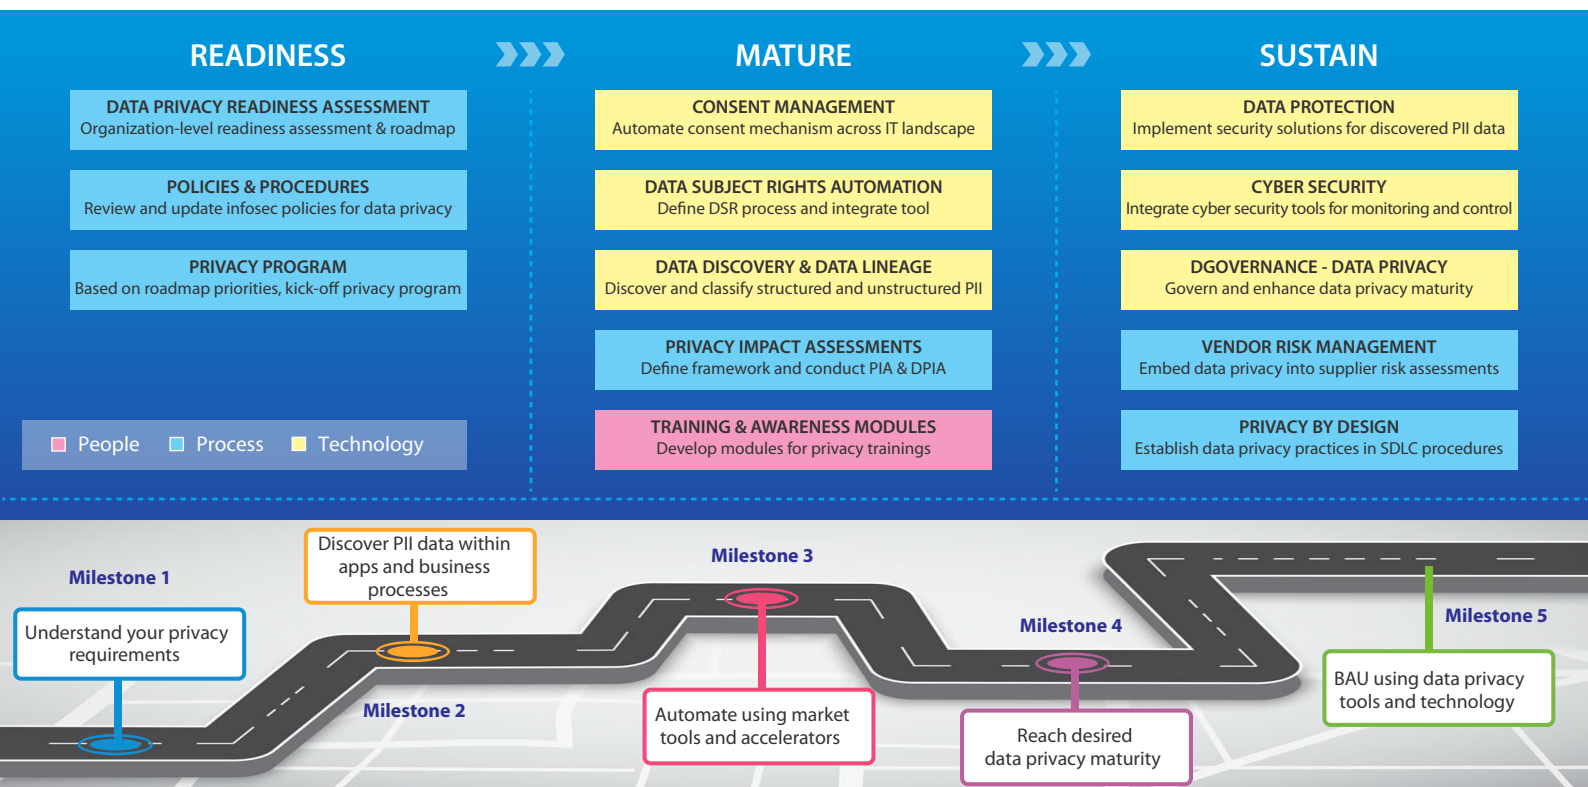 READINESS
DATA PRIVACY READINESS ASSESSMENT
Organization-level readiness assessment & roadmap
POLICIES & PROCEDURES
Review and update infosec policies for data privacy
PRIVACY PROGRAM
Based on roadmap priorities, kick-off privacy program
People
Process
Technology
MATURE
CONSENT MANAGEMENT
Automate consent mechanism across IT landscape
DATA SUBJECT RIGHTS AUTOMATION
Define DSR process and integrate tool
DATA DISCOVERY & DATA LINEAGE
Discover and classify structured and unstructured PII
PRIVACY IMPACT ASSESSMENTS
Define framework and conduct PIA & DPIA
TRAINING & AWARENESS MODULES
Develop modules for privacy trainings
SUSTAIN
DATA PROTECTION
Implement security solutions for discovered PII data
CYBER SECURITY
Integrate cyber security tools for monitoring and control
DGOVERNANCE - DATA PRIVACY
Govern and enhance data privacy maturity
VENDOR RISK MANAGEMENT
Embed data privacy into supplier risk assessments
PRIVACY BY DESIGN
Establish data privacy practices in SDLC procedures
Milestone 1
Understand your privacy
requirements
Discover PII data within
apps and business
processes
Milestone 2
Milestone 3
Automate using market
tools and accelerators
Milestone 4
Reach desired
data privacy maturity
Milestone 5
BAU using data privacy
tools and technology